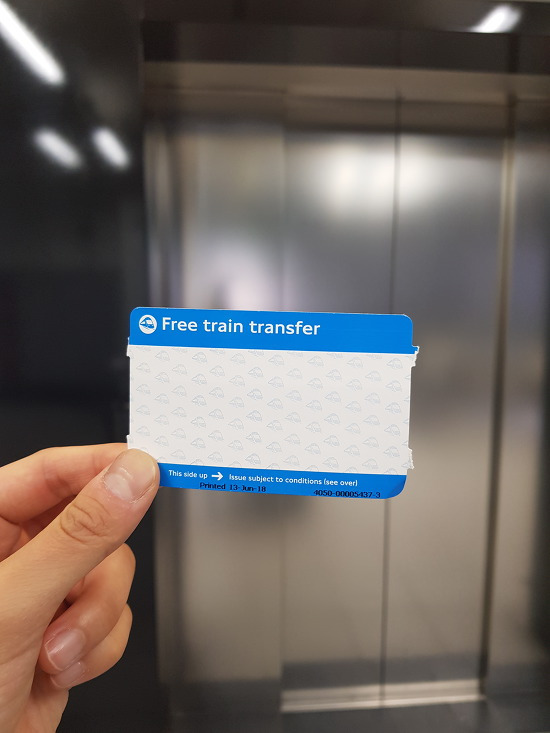 Free train transfer
This side up → Issue subject to conditions (see over)
Printed 13-Jun-18 4050-00005437-3